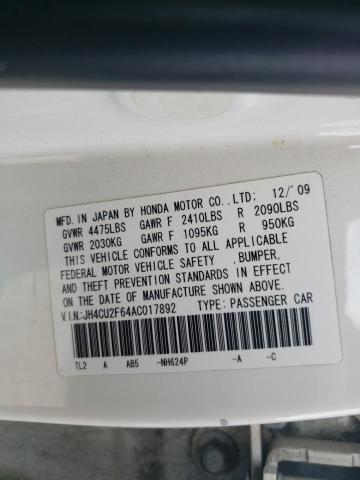 MFD. IN JAPAN BY HONDA MOTOR CO.,LTD; 12/'09
GVWR 4475LBS GAWR F 2410LBS R 2090LBS
GVWR 2030KG GAWR F 1095KG R 950KG
THIS VEHICLE CONFORMS TO ALL APPLICABLE
FEDERAL MOTOR VEHICLE SAFETY ,BUMPER,
AND THEFT PREVENTION STANDARDS IN EFFECT
ON THE DATE OF MANUFACTURE SHOWN ABOVE.
V.I.N:JH4CU2F64AC017892 TYPE: PASSENGER CAR
TL2 A AB5 -NH624P -A -C